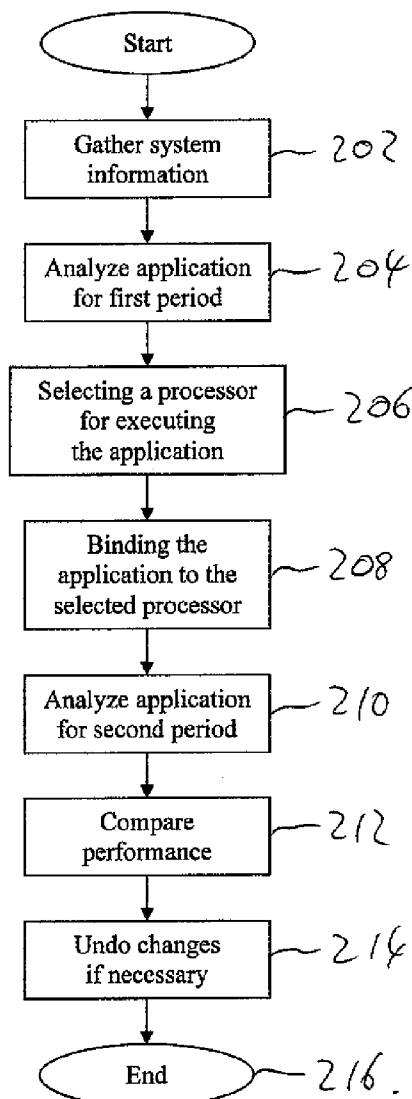 Start
Gather system
information
202
Analyze application
for first period
204
Selecting a processor
for executing
the application
206
Binding the
application to the
selected processor
208
Analyze application
for second period
210
Compare
performance
212
Undo changes
if necessary
214
End
216.